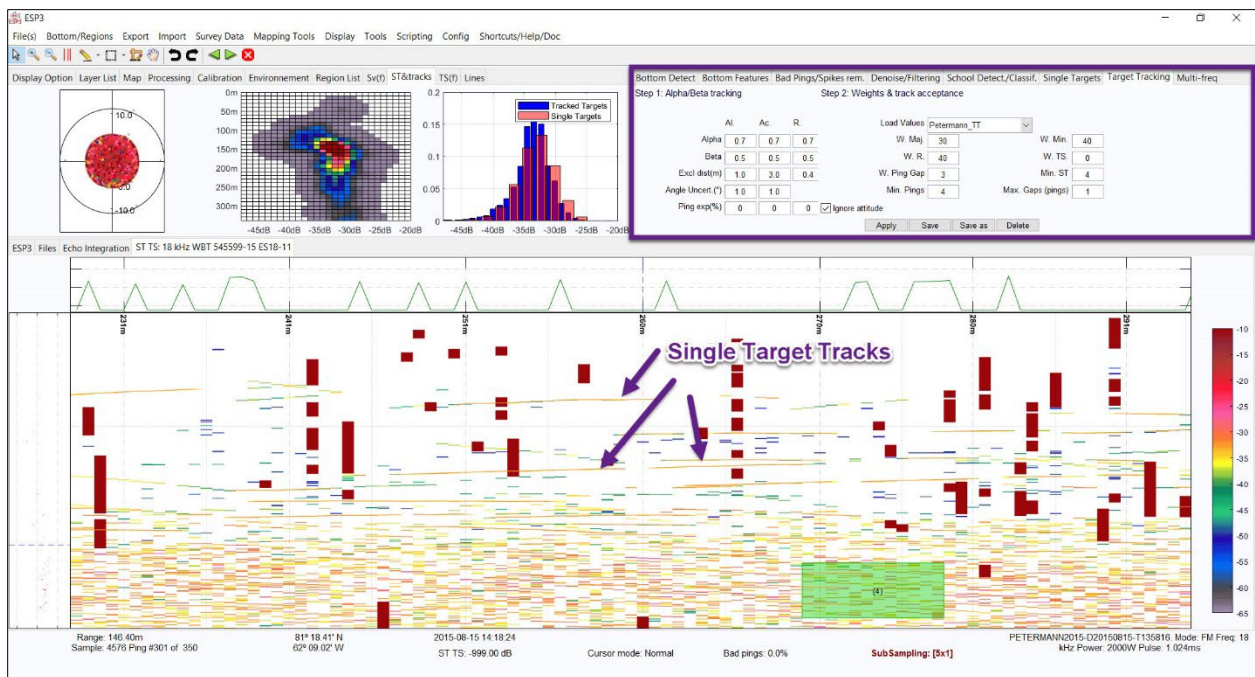 ESP3
File(s) Bottom/Regions Export Import Survey Data Mapping Tools Display Tools Scripting Config Shortcuts/Help/Doc
Display Option Layer List Map Processing Calibration Environnement Region List Sv(f) ST&tracks TS(f) Lines
Bottom Detect Bottom Features Bad Pings/Spikes rem. Denoise/Filtering School Detect./Classif. Single Targets Target Tracking Multi-freq
Step 1: Alpha/Beta tracking Step 2: Weights & track acceptance
Al. Ac. R. Load Values Petermann_TT
Alpha 0.7 0.7 0.7 W. Maj. 30 W. Min. 40
Beta 0.5 0.5 0.5 W. R. 40 W. TS. 0
Excl dist(m) 1.0 3.0 0.4 W. Ping Gap 3 Min. ST 4
Angle Uncert.(°) 1.0 1.0 Min. Pings 4 Max. Gaps (pings) 1
Ping exp(%) 0 0 0 Ignore attitude
Apply Save Save as Delete
10.0
-10.0
0m
50m
100m
150m
200m
250m
300m
-45dB -40dB -35dB -30dB -25dB -20dB
0.2
0.15
0.1
0.05
0
Tracked Targets
Single Targets
-45dB -40dB -35dB -30dB -25dB -20dB
ESP3 Files Echo Integration ST TS: 18 kHz WBT 545599-15 ES18-11
231m 241m 251m 260m 270m 280m 291m
Single Target Tracks
(4)
-10
-15
-20
-25
-30
-35
-40
-45
-50
-55
-60
-65
Range: 146.40m 81° 18.41' N 2015-08-15 14:18:24 PETERMANN2015-D20150815-T135816. Mode: FM Freq: 18
Sample: 4576 Ping #301 of 350 62° 09.02' W ST TS: -999.00 dB Cursor mode: Normal Bad pings: 0.0% SubSampling: [5x1] kHz Power: 2000W Pulse: 1.024ms